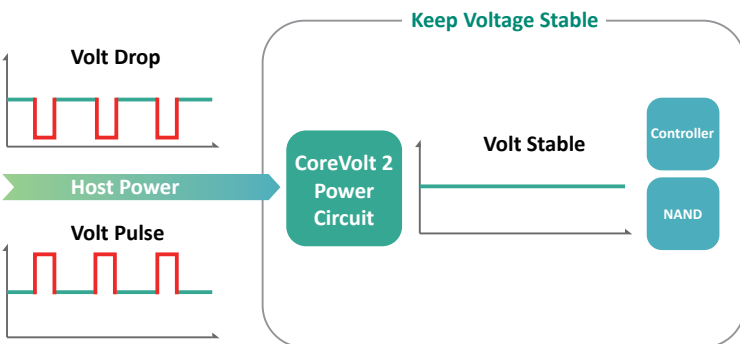 Keep Voltage Stable
Volt Drop
Host Power
Volt Pulse
CoreVolt 2
Power
Circuit
Volt Stable
Controller
NAND